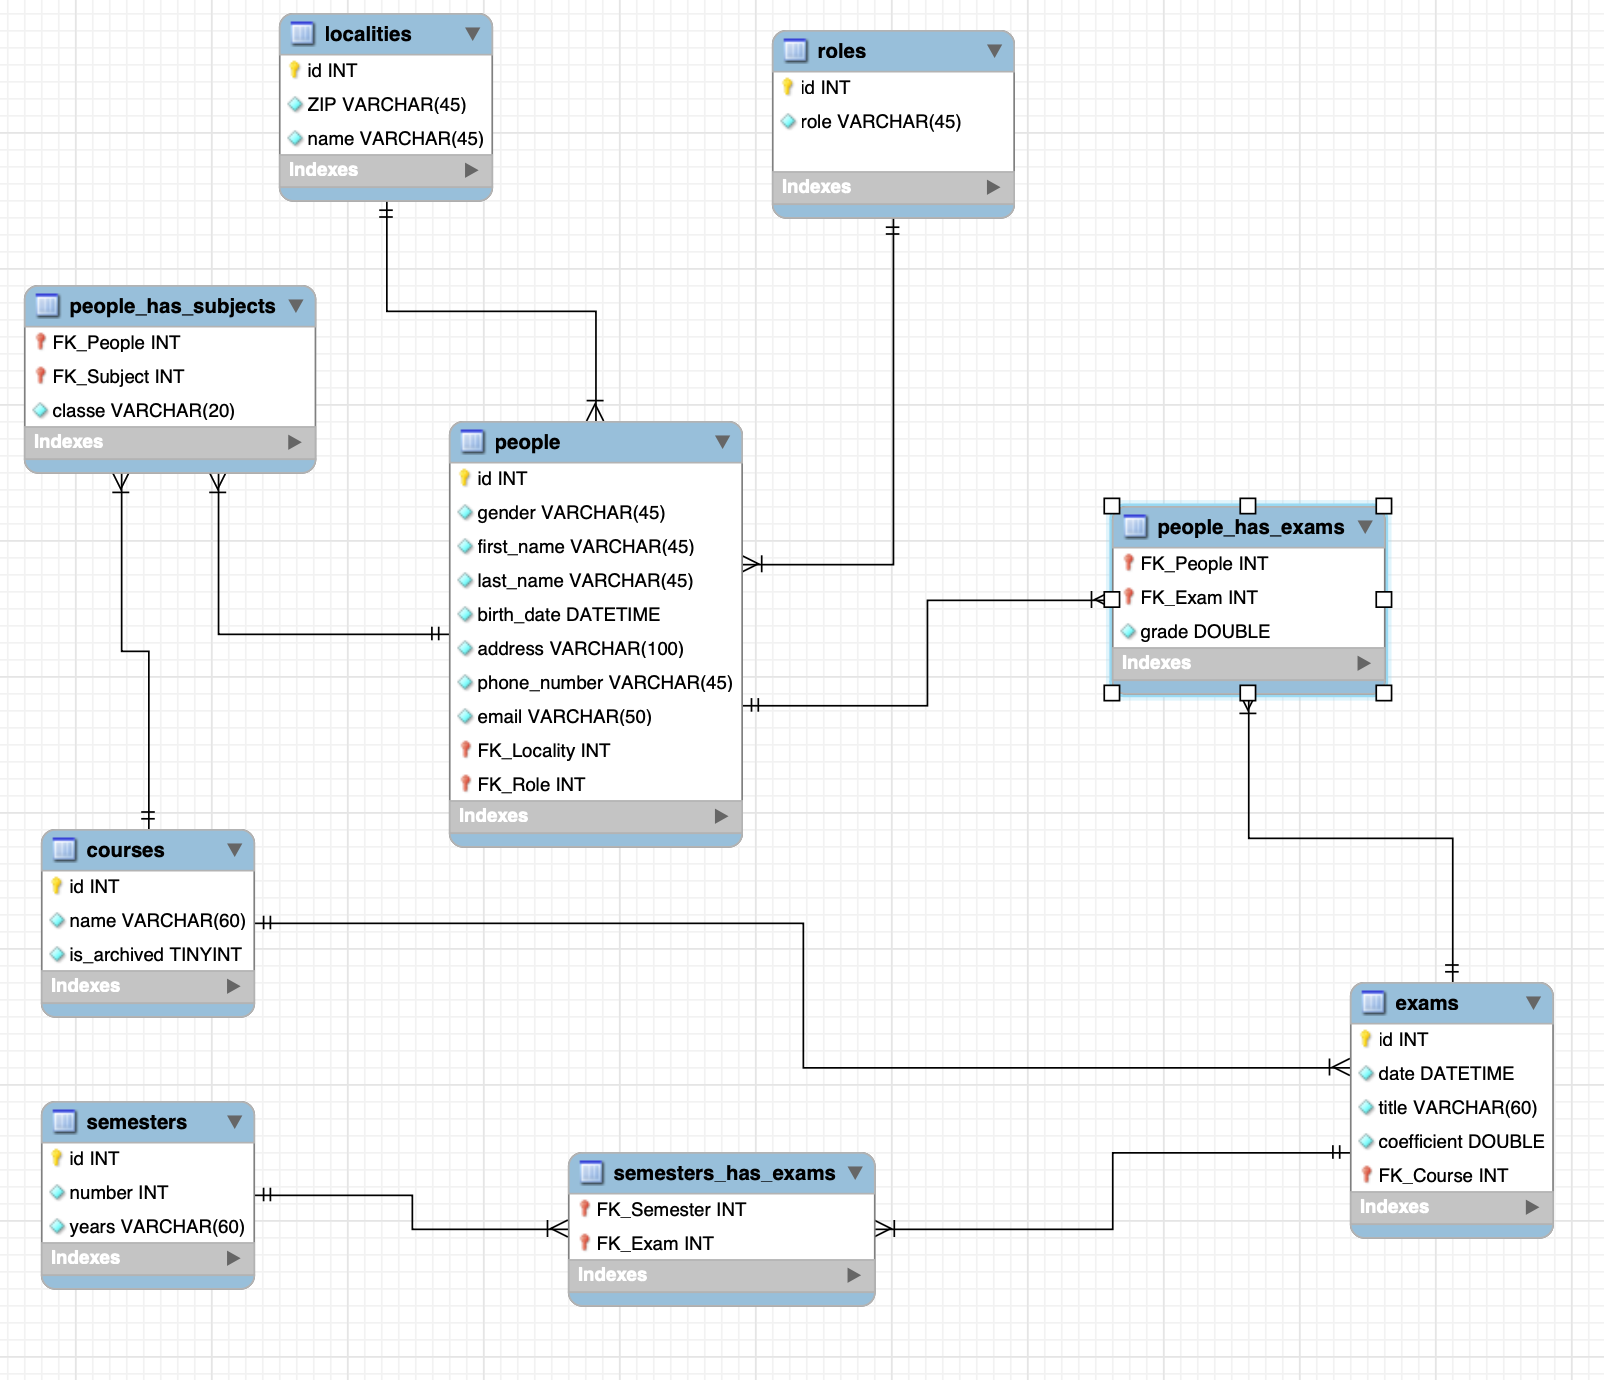 localities
id INT
ZIP VARCHAR(45)
name VARCHAR(45)
Indexes
roles
id INT
role VARCHAR(45)
Indexes
people_has_subjects
FK_People INT
FK_Subject INT
classe VARCHAR(20)
Indexes
people
id INT
gender VARCHAR(45)
first_name VARCHAR(45)
last_name VARCHAR(45)
birth_date DATETIME
address VARCHAR(100)
phone_number VARCHAR(45)
email VARCHAR(50)
FK_Locality INT
FK_Role INT
Indexes
people_has_exams
FK_People INT
FK_Exam INT
grade DOUBLE
Indexes
courses
id INT
name VARCHAR(60)
is_archived TINYINT
Indexes
exams
id INT
date DATETIME
title VARCHAR(60)
coefficient DOUBLE
FK_Course INT
Indexes
semesters
id INT
number INT
years VARCHAR(60)
Indexes
semesters_has_exams
FK_Semester INT
FK_Exam INT
Indexes